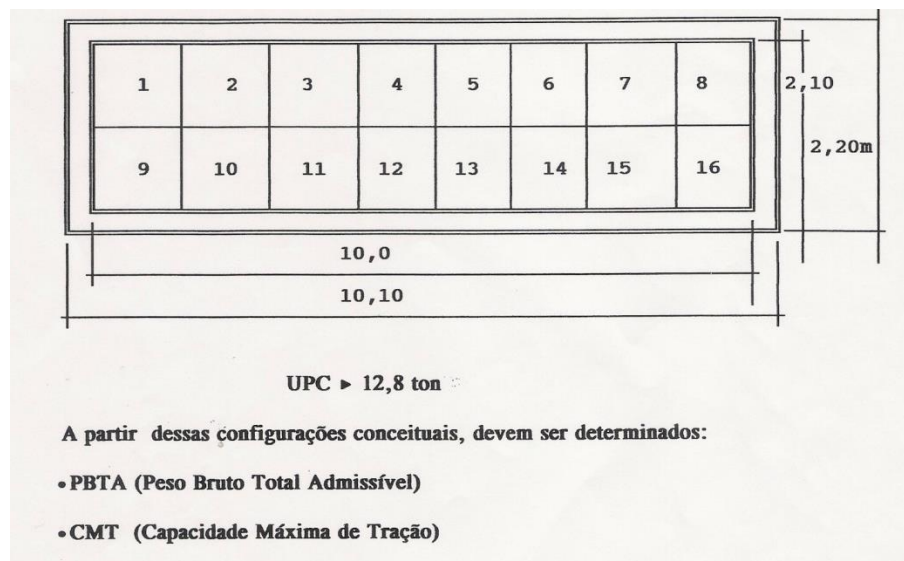 1 2 3 4 5 6 7 8 2,10
2,20m
9 10 11 12 13 14 15 16
10,0
10,10
UPC ▸ 12,8 ton
A partir dessas configurações conceituais, devem ser determinados:
•PBTA (Peso Bruto Total Admissível)
•CMT (Capacidade Máxima de Tração)